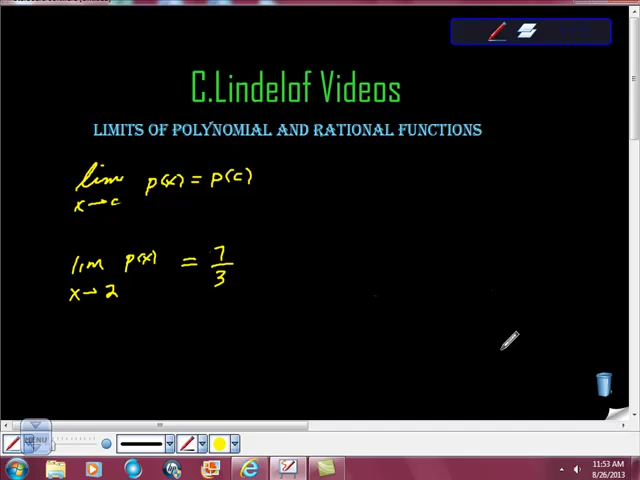 C.Lindelof Videos
LIMITS OF POLYNOMIAL AND RATIONAL FUNCTIONS
lim p(x) = p(c)
x→c
lim p(x) = 7/3
x→2
MENU
11:53 AM
8/26/2013